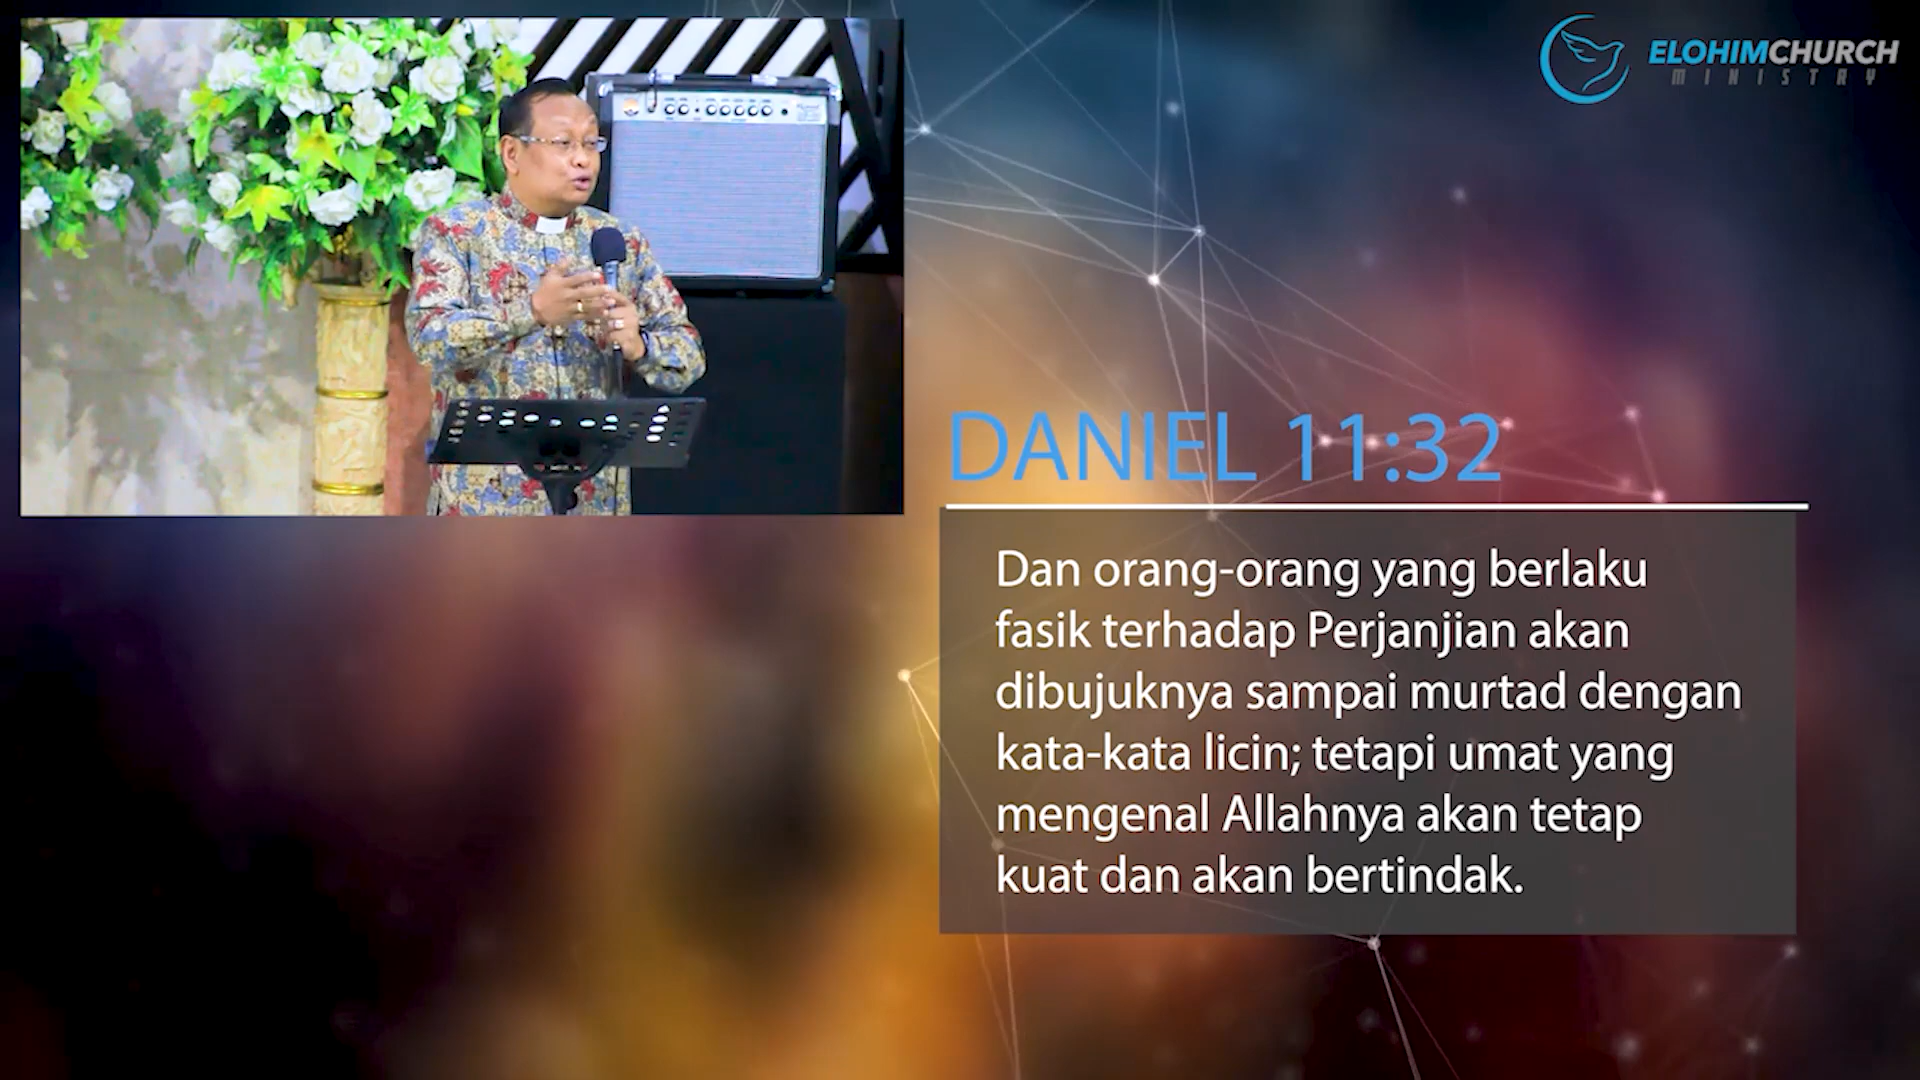 ELOHIMCHURCH
MINISTRY
DANIEL 11:32
Dan orang-orang yang berlaku
fasik terhadap Perjanjian akan
dibujuknya sampai murtad dengan
kata-kata licin; tetapi umat yang
mengenal Allahnya akan tetap
kuat dan akan bertindak.